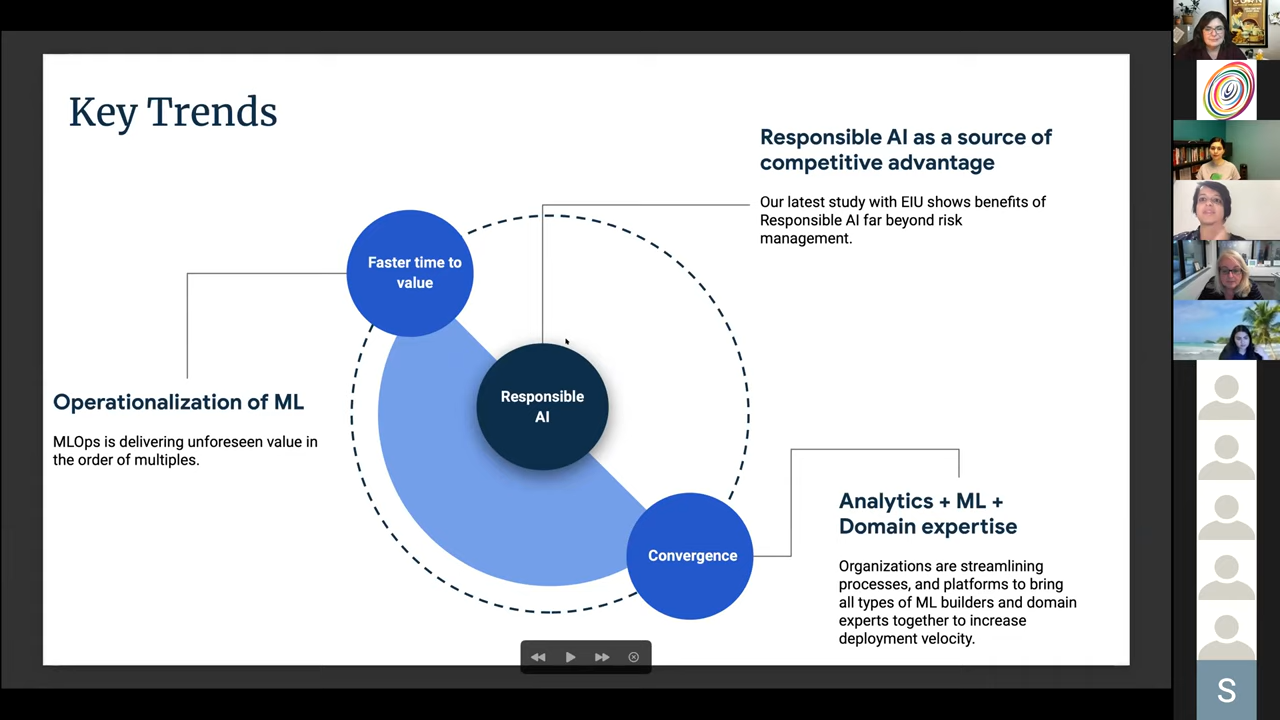 Key Trends
Responsible AI as a source of
competitive advantage
Our latest study with EIU shows benefits of
Responsible AI far beyond risk
management.
Faster time to
value
Responsible
AI
Operationalization of ML
MLOps is delivering unforeseen value in
the order of multiples.
Convergence
Analytics + ML +
Domain expertise
Organizations are streamlining
processes, and platforms to bring
all types of ML builders and domain
experts together to increase
deployment velocity.
S